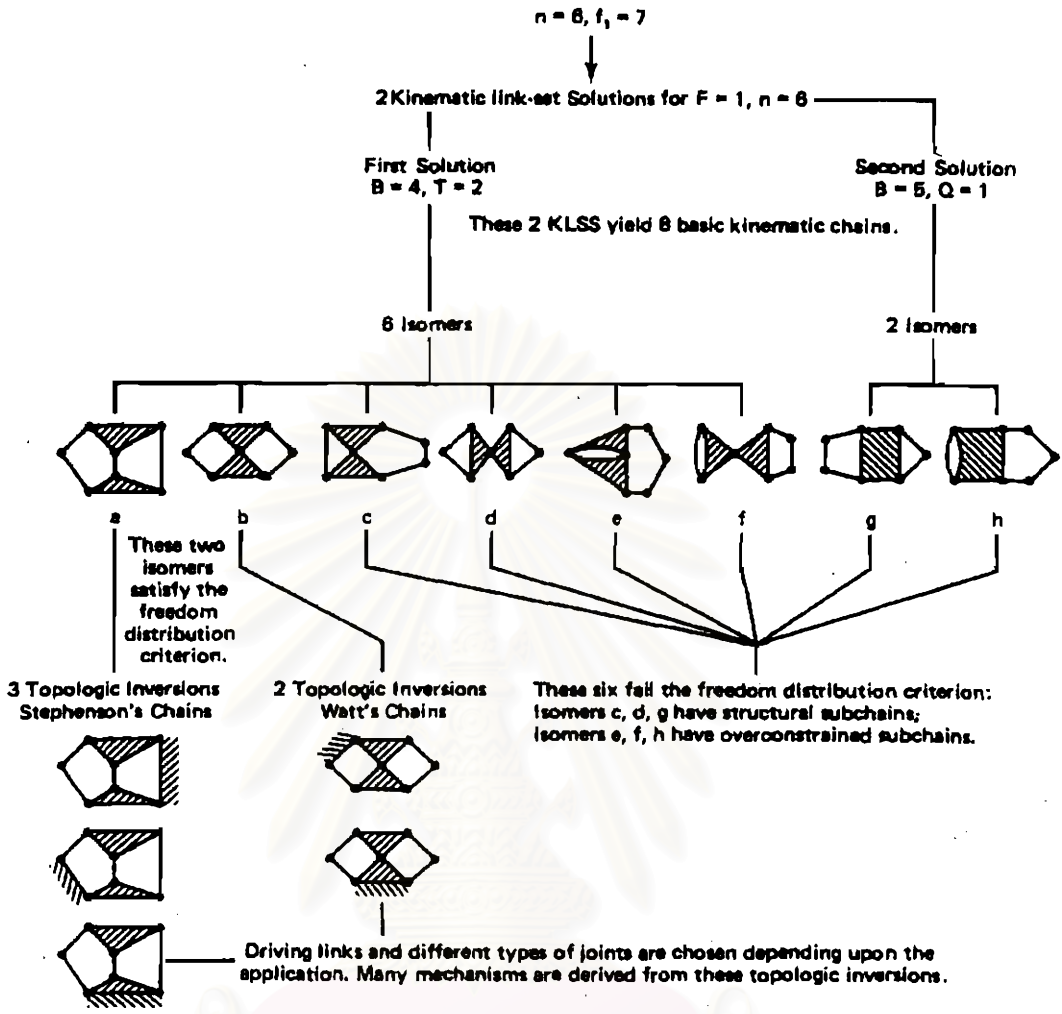 n = 6, f₁ = 7
2 Kinematic link-set Solutions for F = 1, n = 6
First Solution
B = 4, T = 2
Second Solution
B = 5, Q = 1
These 2 KLSS yield 8 basic kinematic chains.
6 Isomers
2 Isomers
a b c d e f g h
These two
isomers
satisfy the
freedom
distribution
criterion.
3 Topologic Inversions
Stephenson's Chains
2 Topologic Inversions
Watt's Chains
These six fail the freedom distribution criterion:
Isomers c, d, g have structural subchains;
Isomers e, f, h have overconstrained subchains.
Driving links and different types of joints are chosen depending upon the
application. Many mechanisms are derived from these topologic inversions.